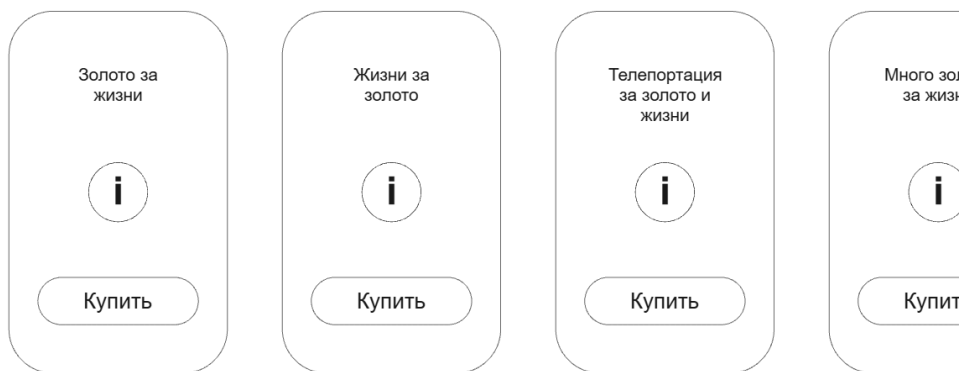 Золото за
жизни
i
Купить
Жизни за
золото
i
Купить
Телепортация
за золото и
жизни
i
Купить
Много
за
i